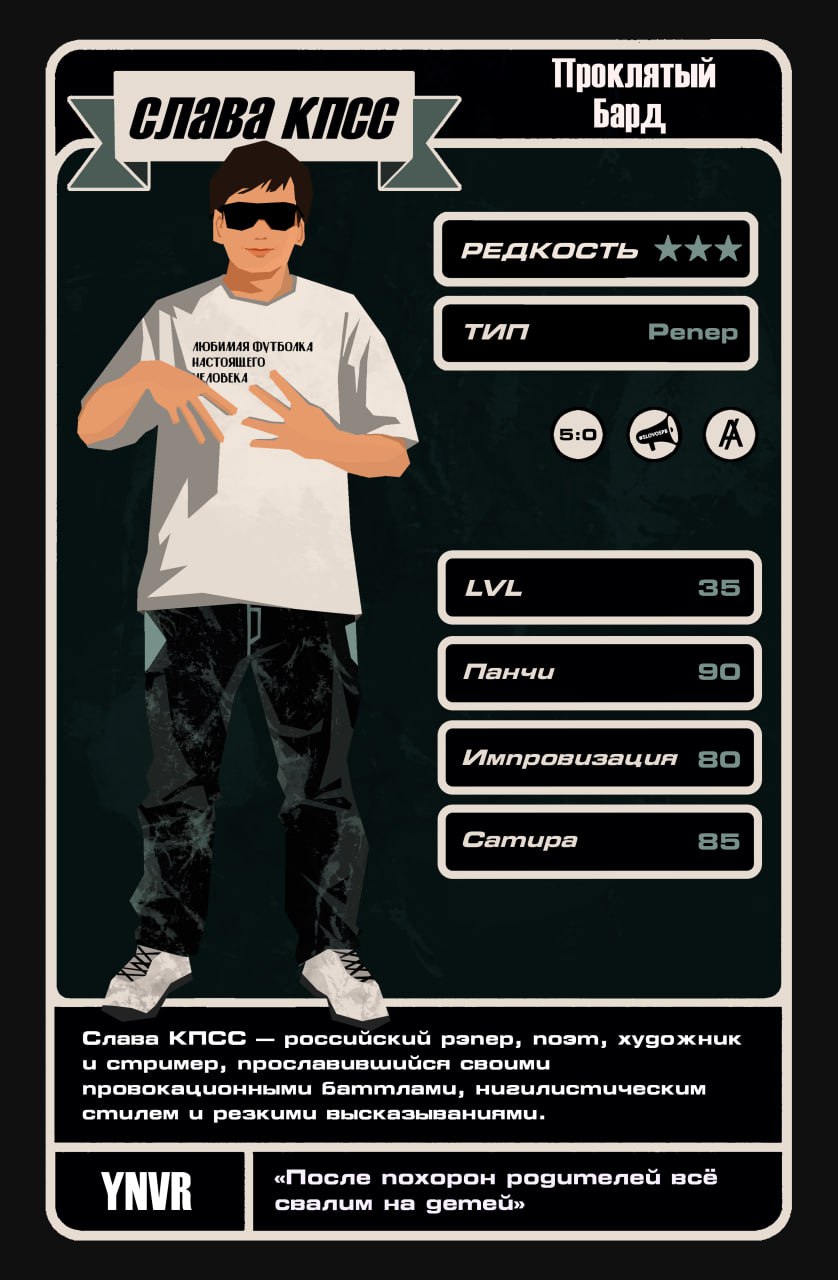 СЛАВА КПСС
Проклятый
Бард
РЕДКОСТЬ ★★★
ТИП Репер
ЛЮБИМАЯ ФУТБОЛКА
НАСТОЯЩЕГО
ЧЕЛОВЕКА
5:0
#SLOVOSPB
LVL 35
Панчи 90
Импровизация 80
Сатира 85
Слава КПСС — российский рэпер, поэт, художник
и стример, прославившийся своими
провокационными баттлами, нигилистическим
стилем и резкими высказываниями.
YNVR
«После похорон родителей всё
свалим на детей»